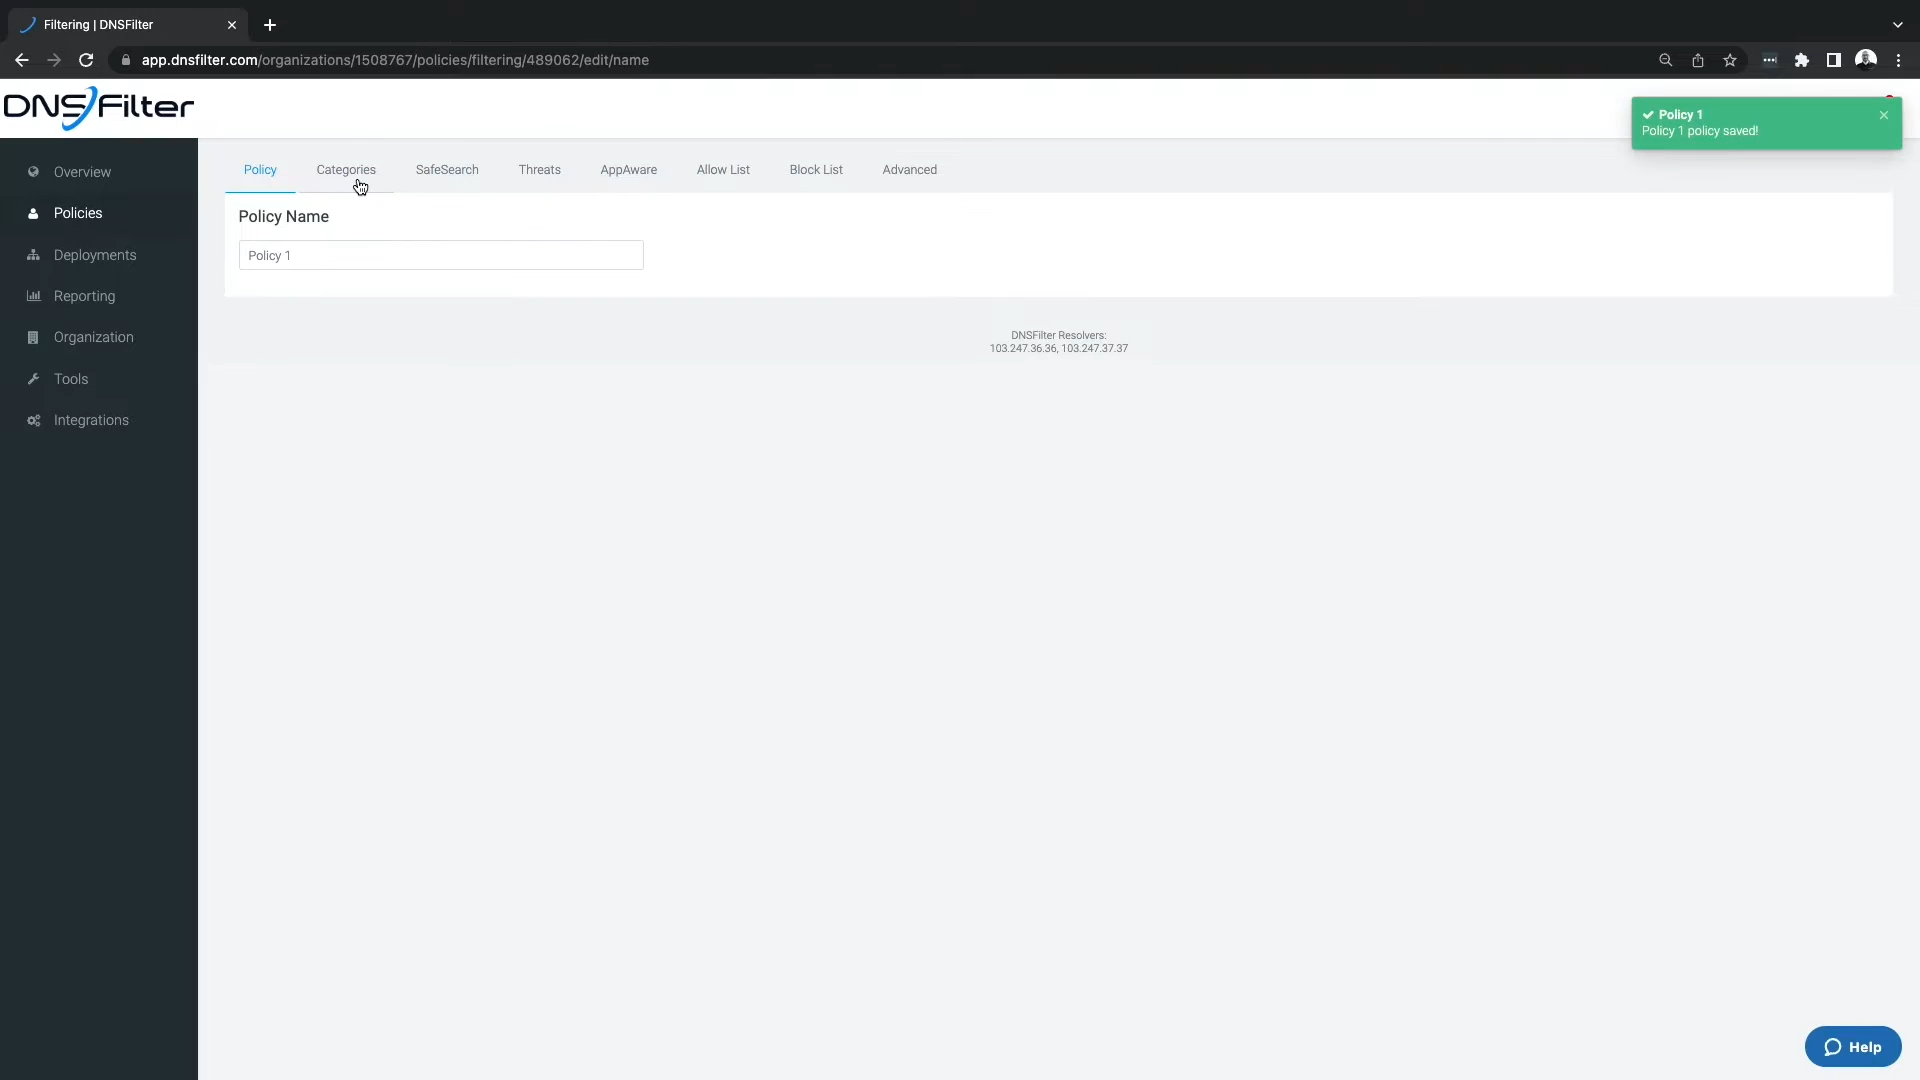 Filtering | DNSFilter
app.dnsfilter.com/organizations/1508767/policies/filtering/489062/edit/name
DNSFilter
Policy 1
Policy 1 policy saved!
Overview
Policies
Deployments
Reporting
Organization
Tools
Integrations
Policy Categories SafeSearch Threats AppAware Allow List Block List Advanced
Policy Name
Policy 1
DNSFilter Resolvers:
103.247.36.36, 103.247.37.37
Help